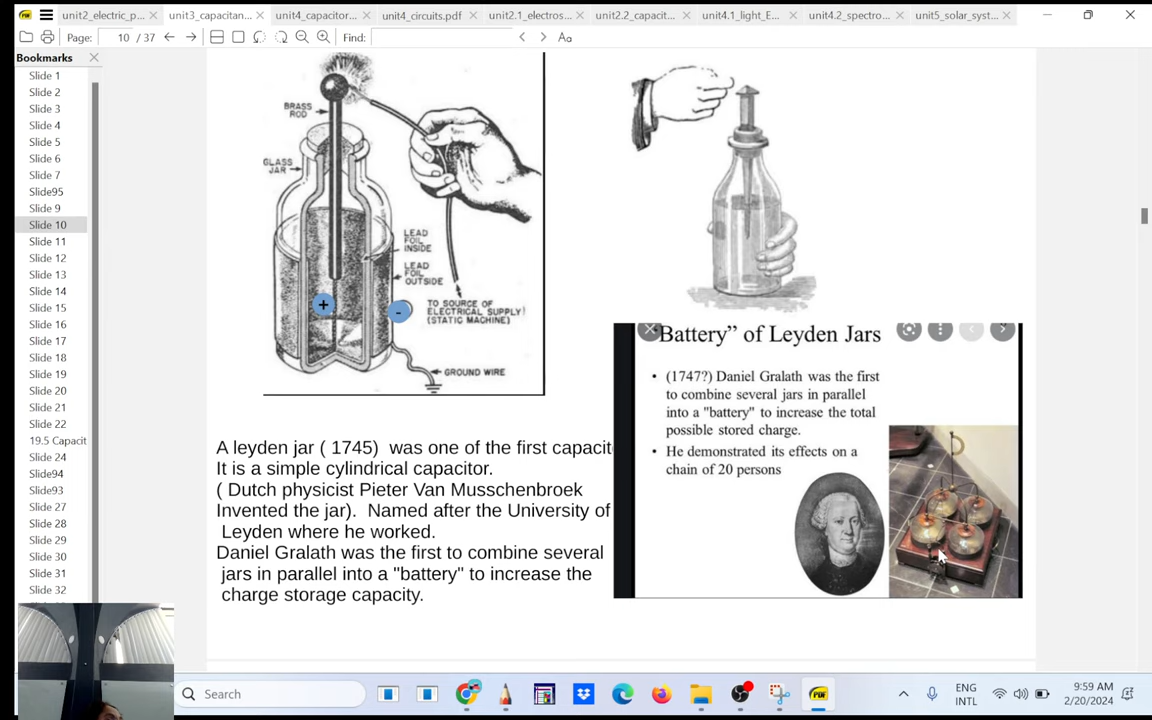 unit2_electric_p...
unit3_capacitan...
unit4_capacitor...
unit4_circuits.pdf
unit2.1_electros...
unit2.2_capacit...
unit4.1_light_E...
unit4.2_spectro...
unit5_solar_syst...
Page: 10 / 37
Find:
Aa
Bookmarks
Slide 1
Slide 2
Slide 3
Slide 4
Slide 5
Slide 6
Slide 7
Slide95
Slide 9
Slide 10
Slide 11
Slide 12
Slide 13
Slide 14
Slide 15
Slide 16
Slide 17
Slide 18
Slide 19
Slide 20
Slide 21
Slide 22
19.5 Capacit
Slide 24
Slide94
Slide93
Slide 27
Slide 28
Slide 29
Slide 30
Slide 31
Slide 32
BRASS
ROD
GLASS
JAR
LEAD
FOIL
INSIDE
LEAD
FOIL
OUTSIDE
+
-
TO SOURCE OF
ELECTRICAL SUPPLY
(STATIC MACHINE)
GROUND WIRE
A leyden jar ( 1745) was one of the first capacit
It is a simple cylindrical capacitor.
( Dutch physicist Pieter Van Musschenbroek
Invented the jar). Named after the University of
Leyden where he worked.
Daniel Gralath was the first to combine several
jars in parallel into a "battery" to increase the
charge storage capacity.
Battery” of Leyden Jars
• (1747?) Daniel Gralath was the first
to combine several jars in parallel
into a "battery" to increase the total
possible stored charge.
• He demonstrated its effects on a
chain of 20 persons
Search
PDF
ENG
INTL
9:59 AM
2/20/2024